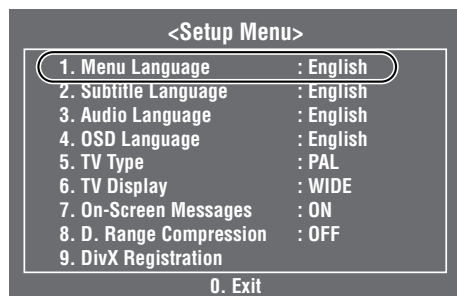 <Setup Menu>
1. Menu Language : English
2. Subtitle Language : English
3. Audio Language : English
4. OSD Language : English
5. TV Type : PAL
6. TV Display : WIDE
7. On-Screen Messages : ON
8. D. Range Compression : OFF
9. DivX Registration
0. Exit